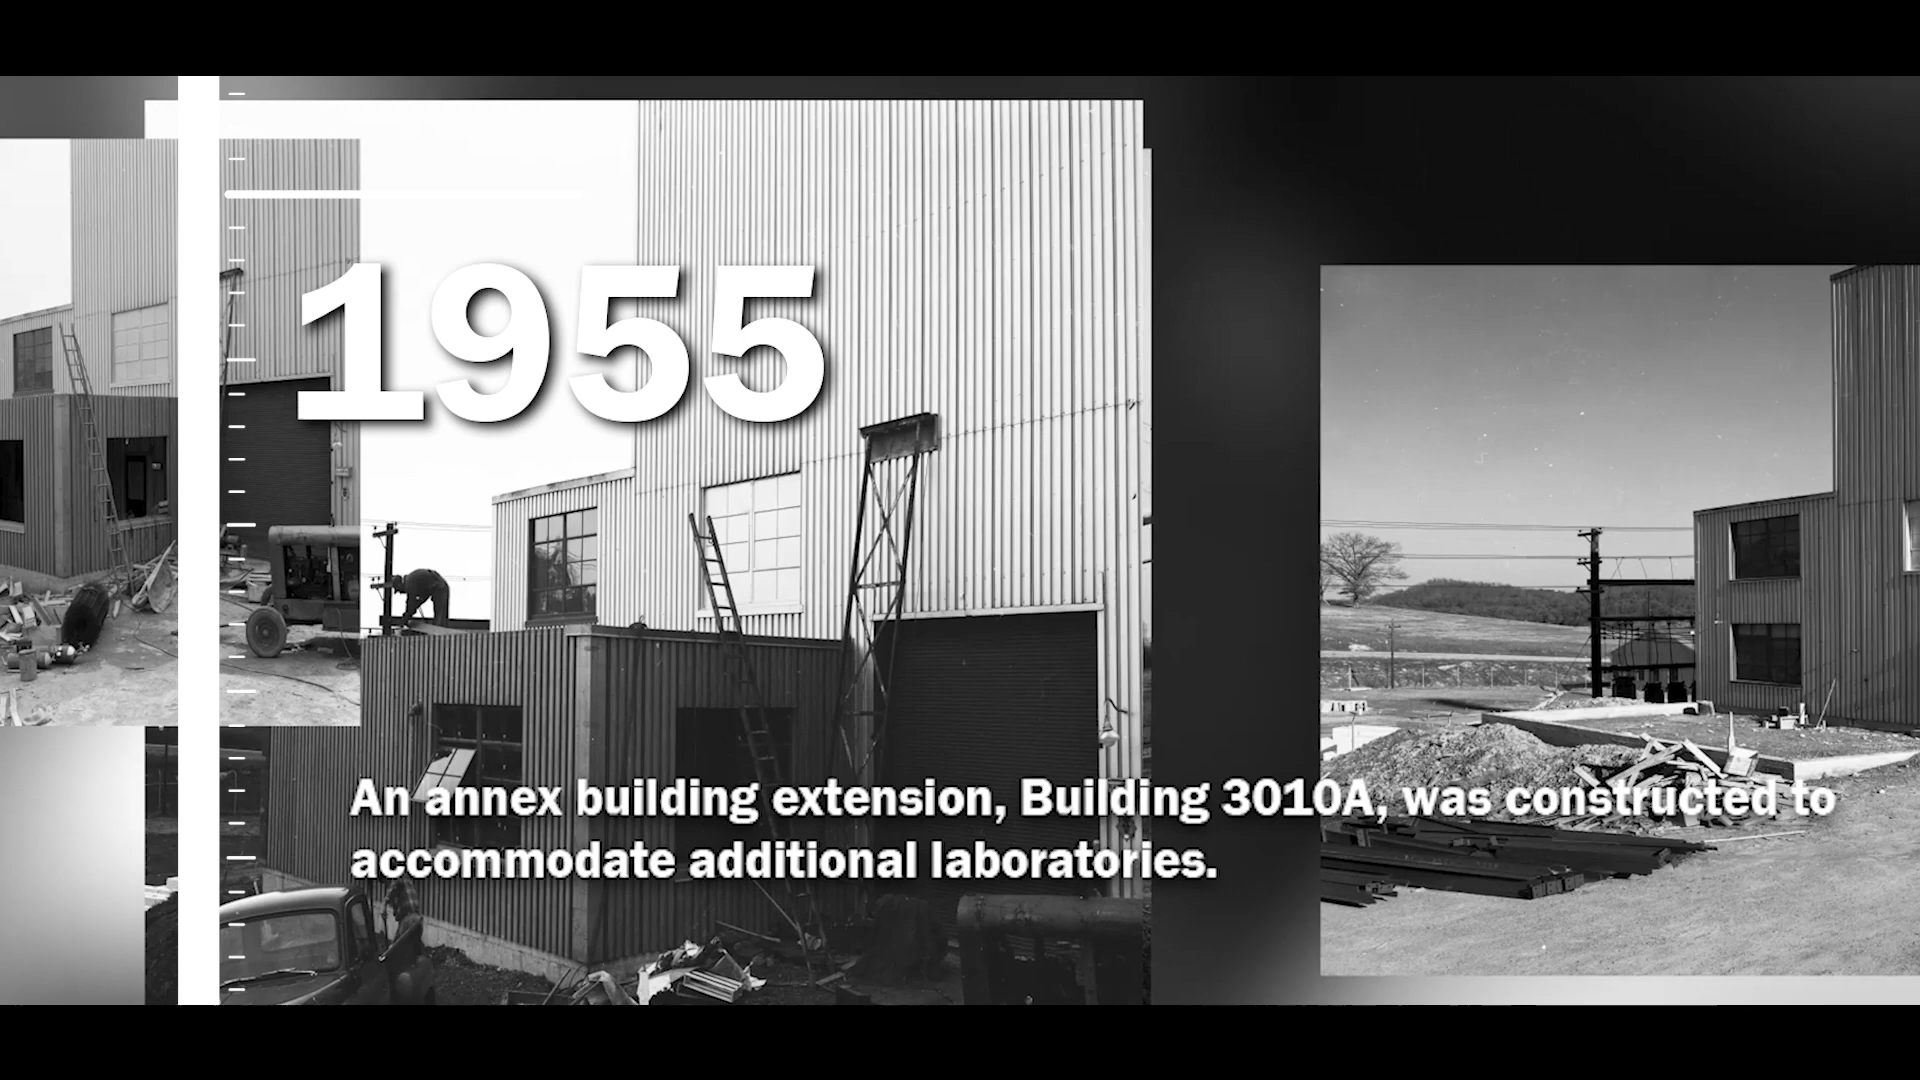 1955
An annex building extension, Building 3010A, was constructed to
accommodate additional laboratories.